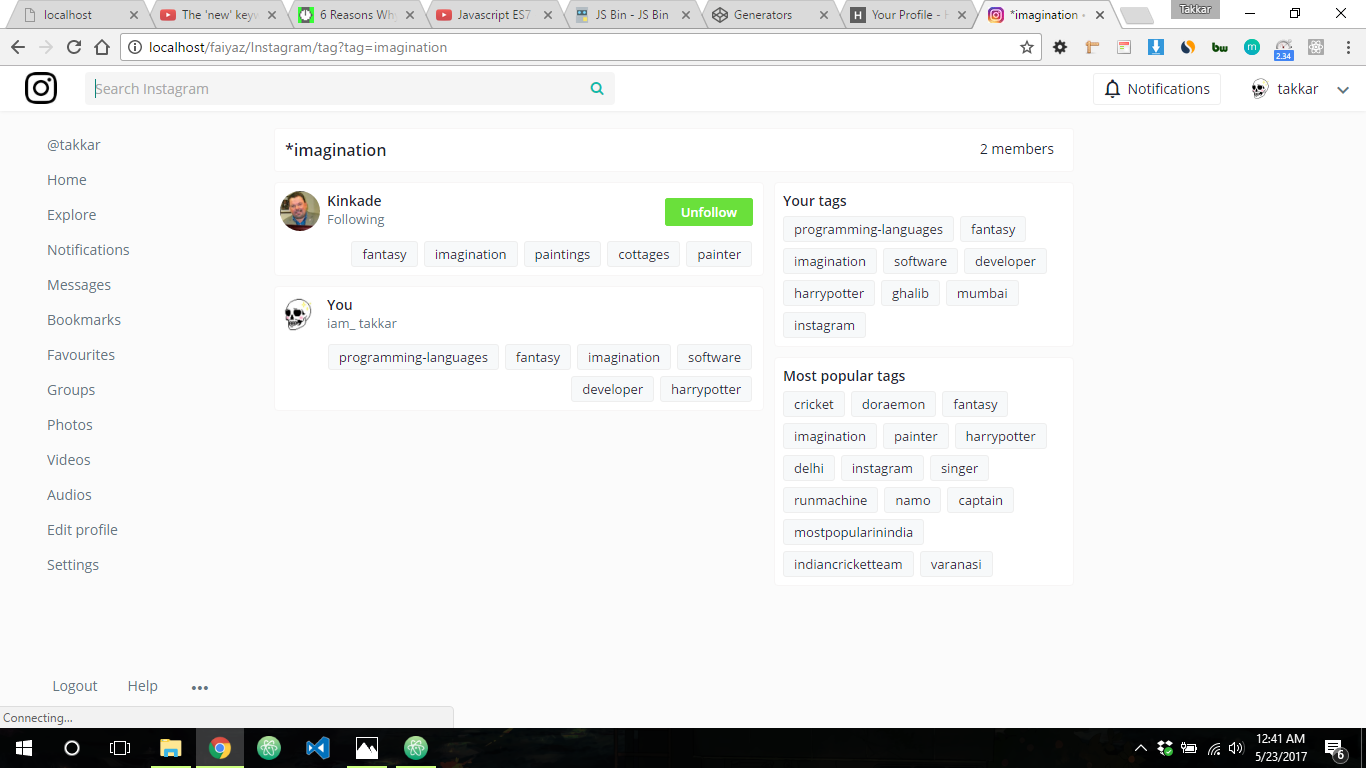 localhost
The 'new' keyw
6 Reasons Why
Javascript ES7
JS Bin - JS Bin
Generators
Your Profile - H
*imagination •
Takkar
localhost/faiyaz/Instagram/tag?tag=imagination
bw
m
2.34
Search Instagram
Notifications
takkar
@takkar
Home
Explore
Notifications
Messages
Bookmarks
Favourites
Groups
Photos
Videos
Audios
Edit profile
Settings
Logout Help •••
*imagination
2 members
Kinkade
Following
Unfollow
fantasy imagination paintings cottages painter
You
iam_ takkar
programming-languages fantasy imagination software
developer harrypotter
Your tags
programming-languages fantasy
imagination software developer
harrypotter ghalib mumbai
instagram
Most popular tags
cricket doraemon fantasy
imagination painter harrypotter
delhi instagram singer
runmachine namo captain
mostpopularinindia
indiancricketteam varanasi
Connecting...
12:41 AM
5/23/2017
6